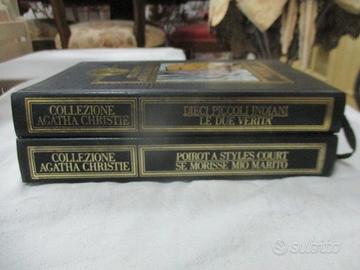 COLLEZIONE
AGATHA CHRISTIE
DIECI PICCOLI INDIANI
LE DUE VERITA'
COLLEZIONE
AGATHA CHRISTIE
POIROT A STYLES COURT
SE MORISSE MIO MARITO
subito